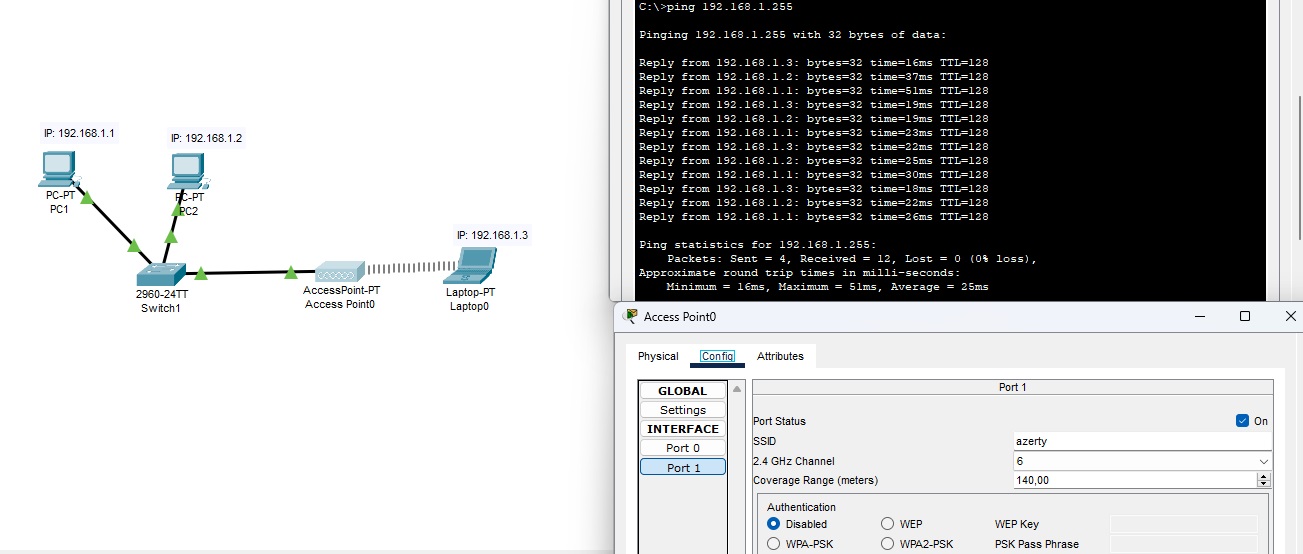 IP: 192.168.1.1
IP: 192.168.1.2
PC-PT
PC1
PC-PT
PC2
IP: 192.168.1.3
2960-24TT
Switch1
AccessPoint-PT
Access Point0
Laptop-PT
Laptop0
C:\>ping 192.168.1.255
Pinging 192.168.1.255 with 32 bytes of data:
Reply from 192.168.1.3: bytes=32 time=16ms TTL=128
Reply from 192.168.1.2: bytes=32 time=37ms TTL=128
Reply from 192.168.1.1: bytes=32 time=51ms TTL=128
Reply from 192.168.1.3: bytes=32 time=19ms TTL=128
Reply from 192.168.1.2: bytes=32 time=19ms TTL=128
Reply from 192.168.1.1: bytes=32 time=23ms TTL=128
Reply from 192.168.1.3: bytes=32 time=22ms TTL=128
Reply from 192.168.1.2: bytes=32 time=25ms TTL=128
Reply from 192.168.1.1: bytes=32 time=30ms TTL=128
Reply from 192.168.1.3: bytes=32 time=18ms TTL=128
Reply from 192.168.1.2: bytes=32 time=22ms TTL=128
Reply from 192.168.1.1: bytes=32 time=26ms TTL=128
Ping statistics for 192.168.1.255:
Packets: Sent = 4, Received = 12, Lost = 0 (0% loss),
Approximate round trip times in milli-seconds:
Minimum = 16ms, Maximum = 51ms, Average = 25ms
Access Point0
Physical Config Attributes
GLOBAL
Settings
INTERFACE
Port 0
Port 1
Port 1
Port Status On
SSID azerty
2.4 GHz Channel 6
Coverage Range (meters) 140,00
Authentication
Disabled WEP WEP Key
WPA-PSK WPA2-PSK PSK Pass Phrase